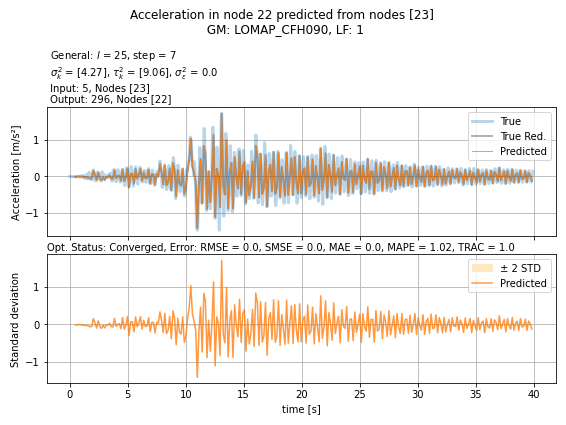 Acceleration in node 22 predicted from nodes [23]
GM: LOMAP_CFH090, LF: 1
General: l = 25, step = 7
σ²ₖ = [4.27], τ²ₖ = [9.06], σ²ε = 0.0
Input: 5, Nodes [23]
Output: 296, Nodes [22]
Acceleration [m/s²]
1
0
−1
True
True Red.
Predicted
Opt. Status: Converged, Error: RMSE = 0.0, SMSE = 0.0, MAE = 0.0, MAPE = 1.02, TRAC = 1.0
Standard deviation
1
0
−1
± 2 STD
Predicted
0 5 10 15 20 25 30 35 40
time [s]